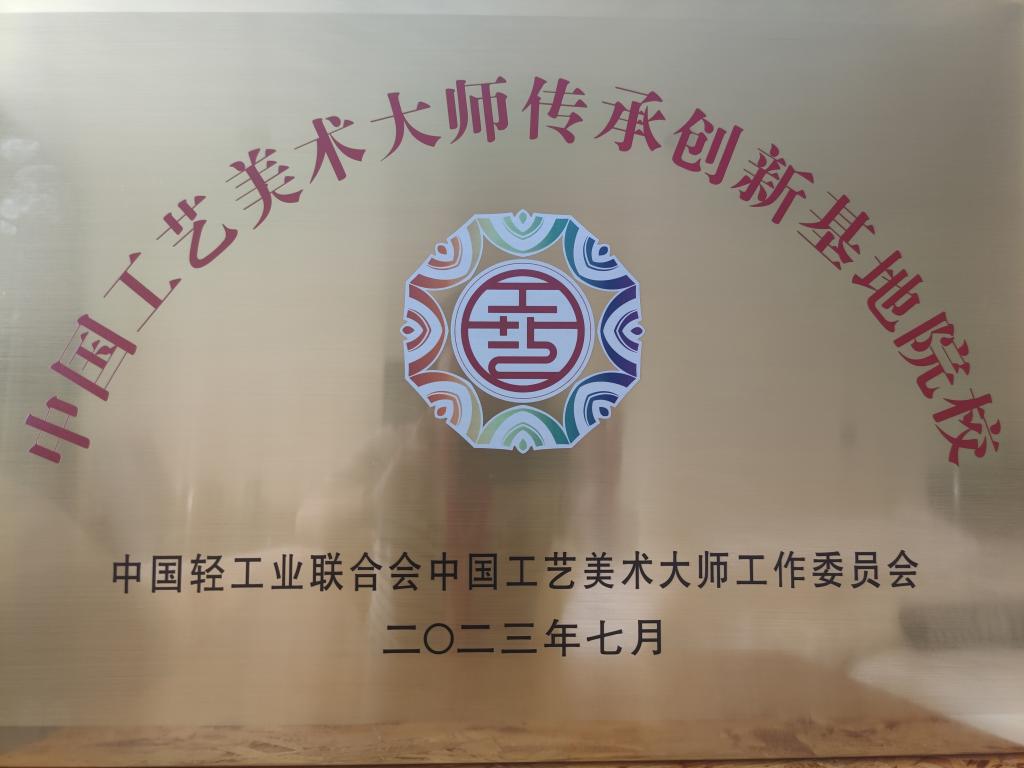 中国工艺美术大师传承创新基地院校
中国轻工业联合会中国工艺美术大师工作委员会
二〇二三年七月